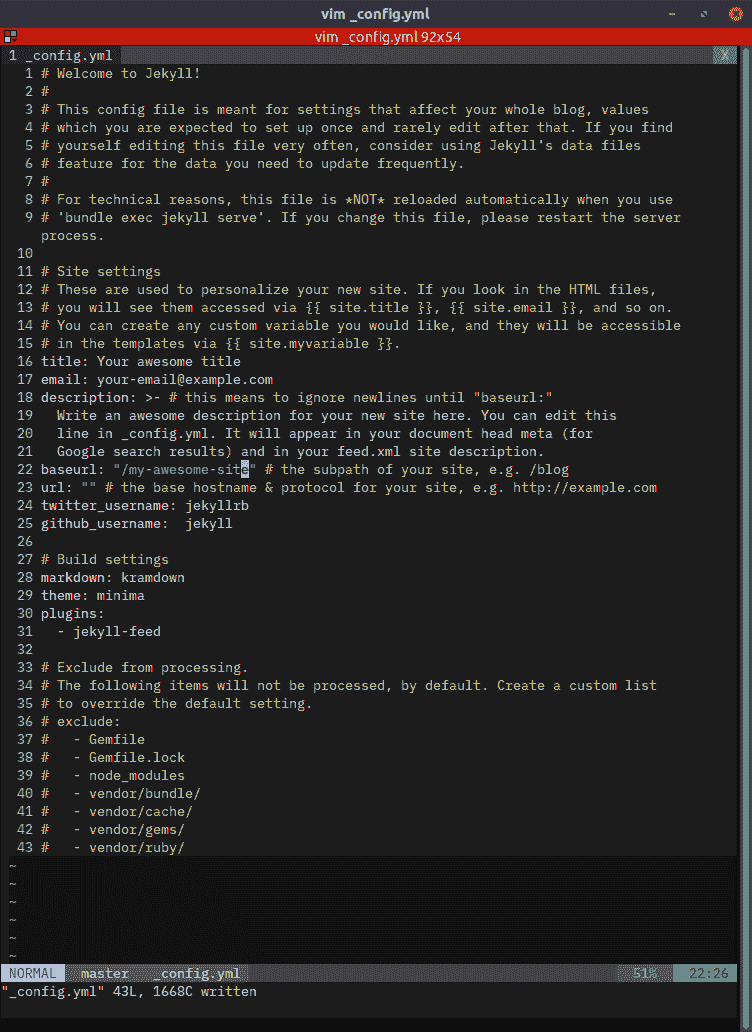 vim _config.yml
vim _config.yml 92x54
1 _config.yml X
1 # Welcome to Jekyll!
2 #
3 # This config file is meant for settings that affect your whole blog, values
4 # which you are expected to set up once and rarely edit after that. If you find
5 # yourself editing this file very often, consider using Jekyll's data files
6 # feature for the data you need to update frequently.
7 #
8 # For technical reasons, this file is *NOT* reloaded automatically when you use
9 # 'bundle exec jekyll serve'. If you change this file, please restart the server
process.
10
11 # Site settings
12 # These are used to personalize your new site. If you look in the HTML files,
13 # you will see them accessed via {{ site.title }}, {{ site.email }}, and so on.
14 # You can create any custom variable you would like, and they will be accessible
15 # in the templates via {{ site.myvariable }}.
16 title: Your awesome title
17 email: your-email@example.com
18 description: >- # this means to ignore newlines until "baseurl:"
19   Write an awesome description for your new site here. You can edit this
20   line in _config.yml. It will appear in your document head meta (for
21   Google search results) and in your feed.xml site description.
22 baseurl: "/my-awesome-site" # the subpath of your site, e.g. /blog
23 url: "" # the base hostname & protocol for your site, e.g. http://example.com
24 twitter_username: jekyllrb
25 github_username:  jekyll
26
27 # Build settings
28 markdown: kramdown
29 theme: minima
30 plugins:
31   - jekyll-feed
32
33 # Exclude from processing.
34 # The following items will not be processed, by default. Create a custom list
35 # to override the default setting.
36 # exclude:
37 #   - Gemfile
38 #   - Gemfile.lock
39 #   - node_modules
40 #   - vendor/bundle/
41 #   - vendor/cache/
42 #   - vendor/gems/
43 #   - vendor/ruby/
~
~
~
~
~
~
NORMAL master _config.yml 51% 22:26
"_config.yml" 43L, 1668C written